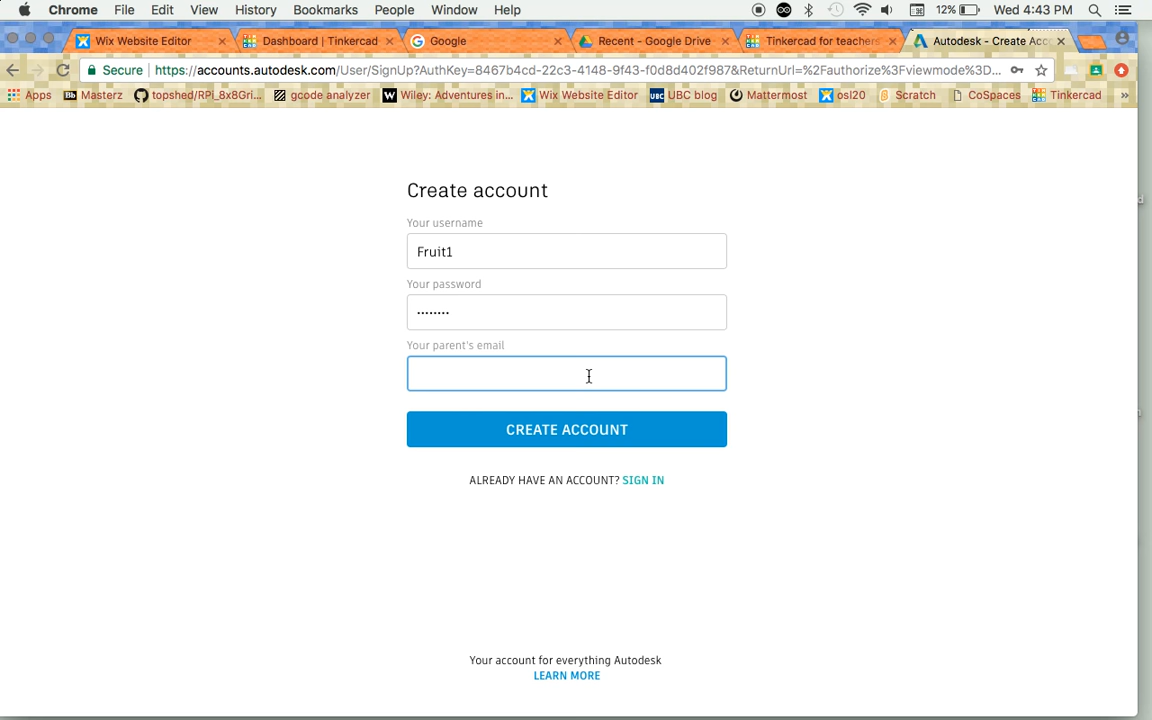 Chrome File Edit View History Bookmarks People Window Help 12% Wed 4:43 PM
Wix Website Editor Dashboard | Tinkercad Google Recent - Google Drive Tinkercad for teachers Autodesk - Create Acc
Secure | https://accounts.autodesk.com/User/SignUp?AuthKey=8467b4cd-22c3-4148-9f43-f0d8d402f987&ReturnUrl=%2Fauthorize%3Fviewmode%3D...
Apps Bb Masterz topshed/RPi_8x8Gri... gcode analyzer W Wiley: Adventures in... Wix Website Editor UBC UBC blog Mattermost osl20 Scratch CoSpaces Tinkercad »
Create account
Your username
Fruit1
Your password
••••••••
Your parent's email
CREATE ACCOUNT
ALREADY HAVE AN ACCOUNT? SIGN IN
Your account for everything Autodesk
LEARN MORE